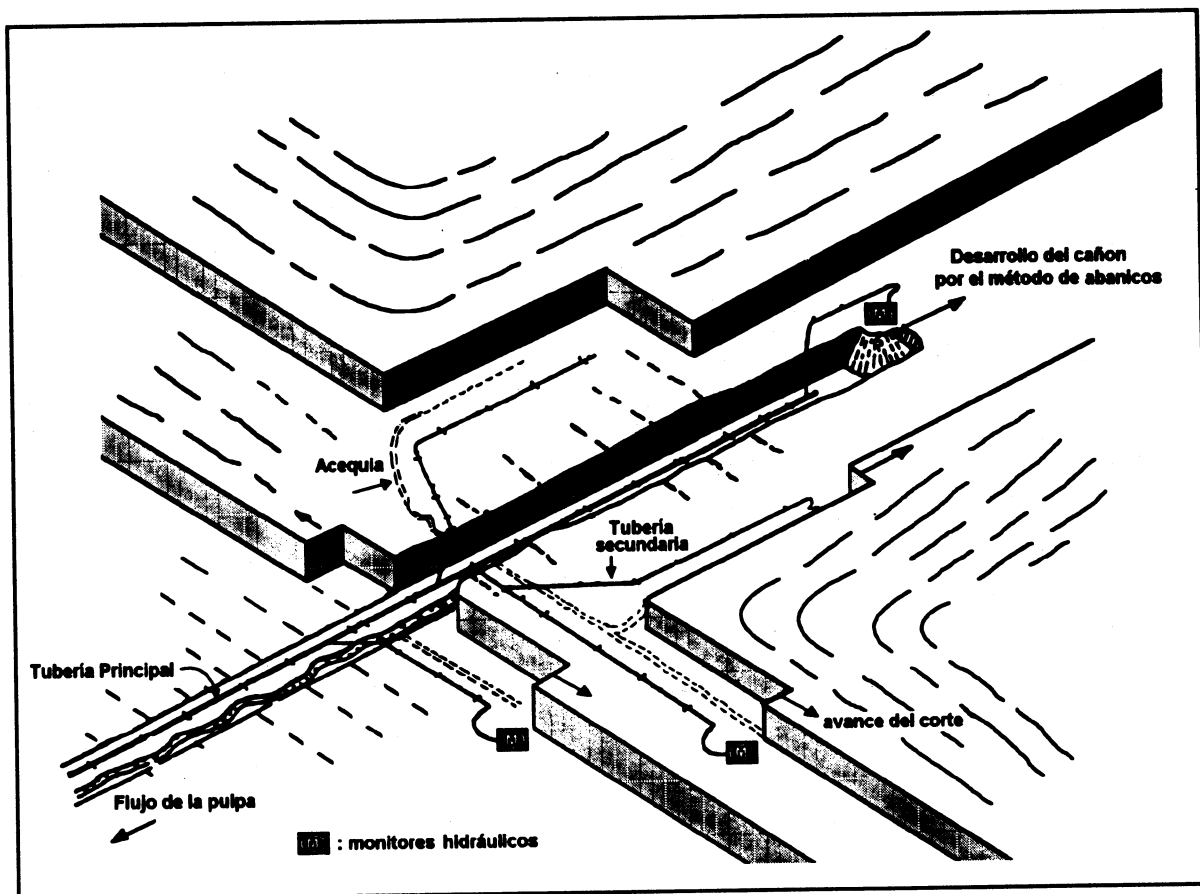 Desarrollo del cañon
por el método de abanicos
M
Acequia
Tubería
secundaria
Tubería Principal
avance del corte
M
M
Flujo de la pulpa
M : monitores hidráulicos